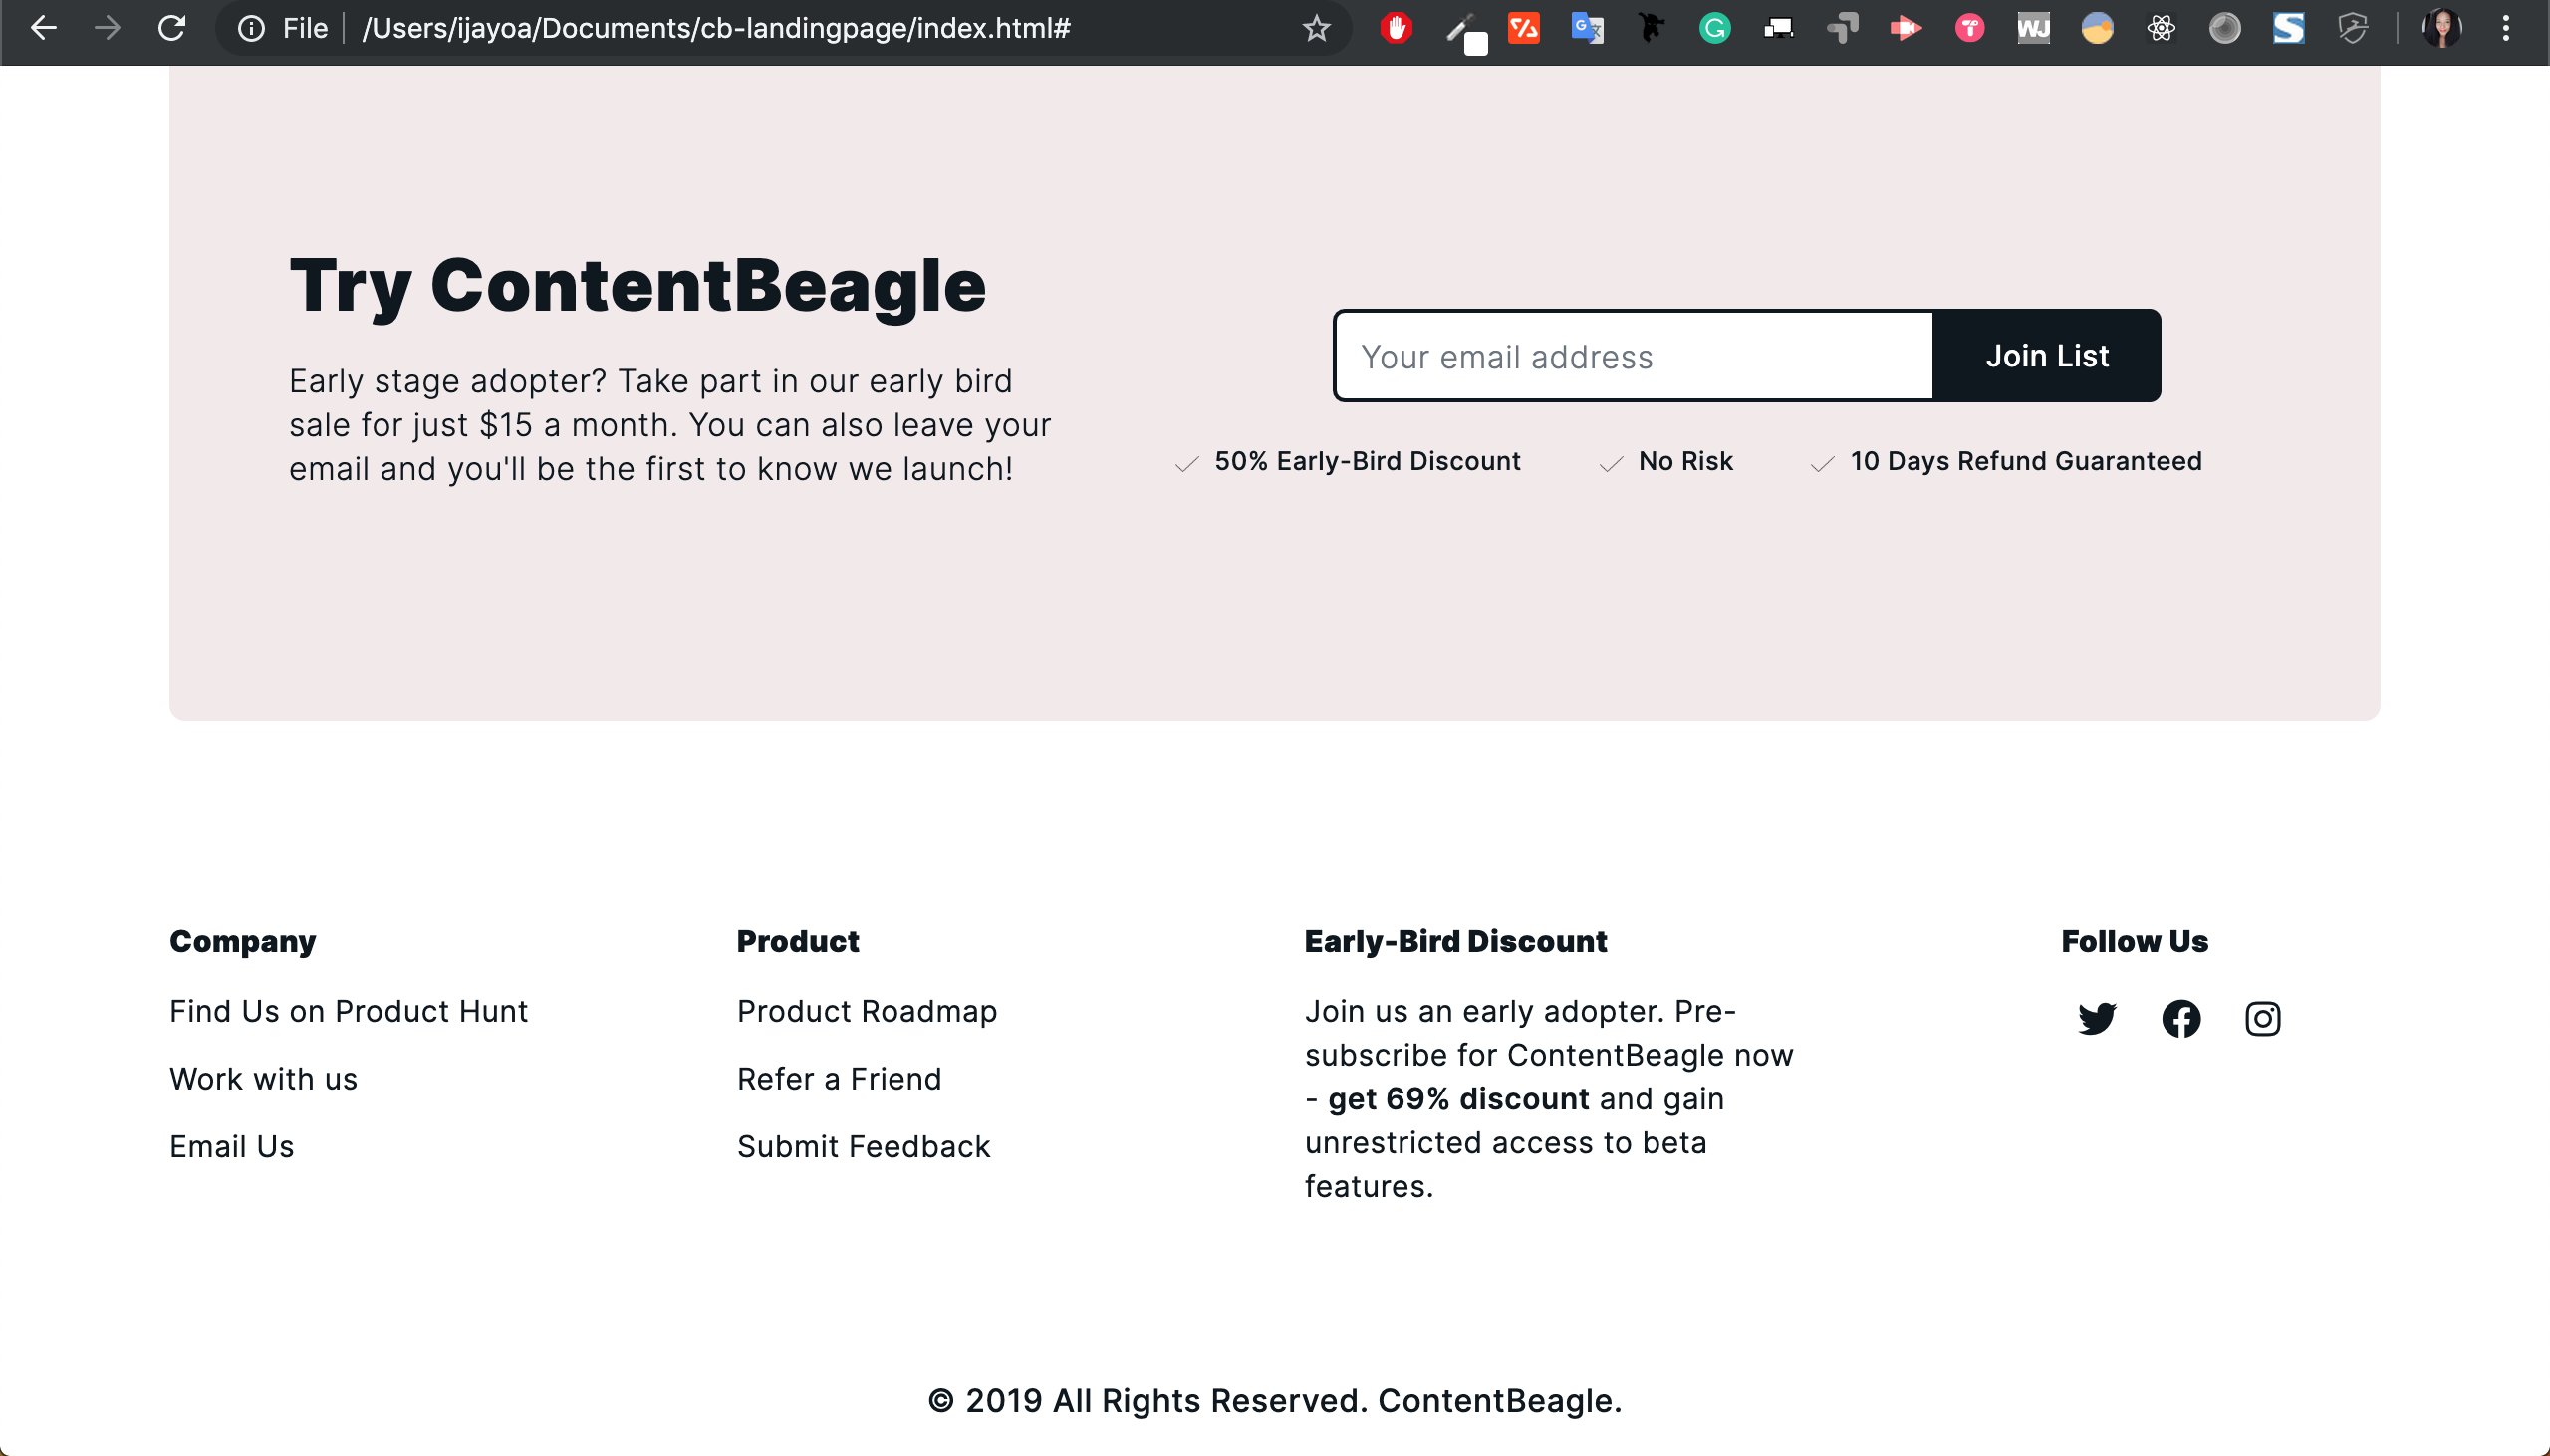 File
/Users/ijayoa/Documents/cb-landingpage/index.html#
WJ
Try ContentBeagle
Early stage adopter? Take part in our early bird
sale for just $15 a month. You can also leave your
email and you'll be the first to know we launch!
Your email address
Join List
50% Early-Bird Discount
No Risk
10 Days Refund Guaranteed
Company
Find Us on Product Hunt
Work with us
Email Us
Product
Product Roadmap
Refer a Friend
Submit Feedback
Early-Bird Discount
Join us an early adopter. Pre-
subscribe for ContentBeagle now
- get 69% discount and gain
unrestricted access to beta
features.
Follow Us
© 2019 All Rights Reserved. ContentBeagle.